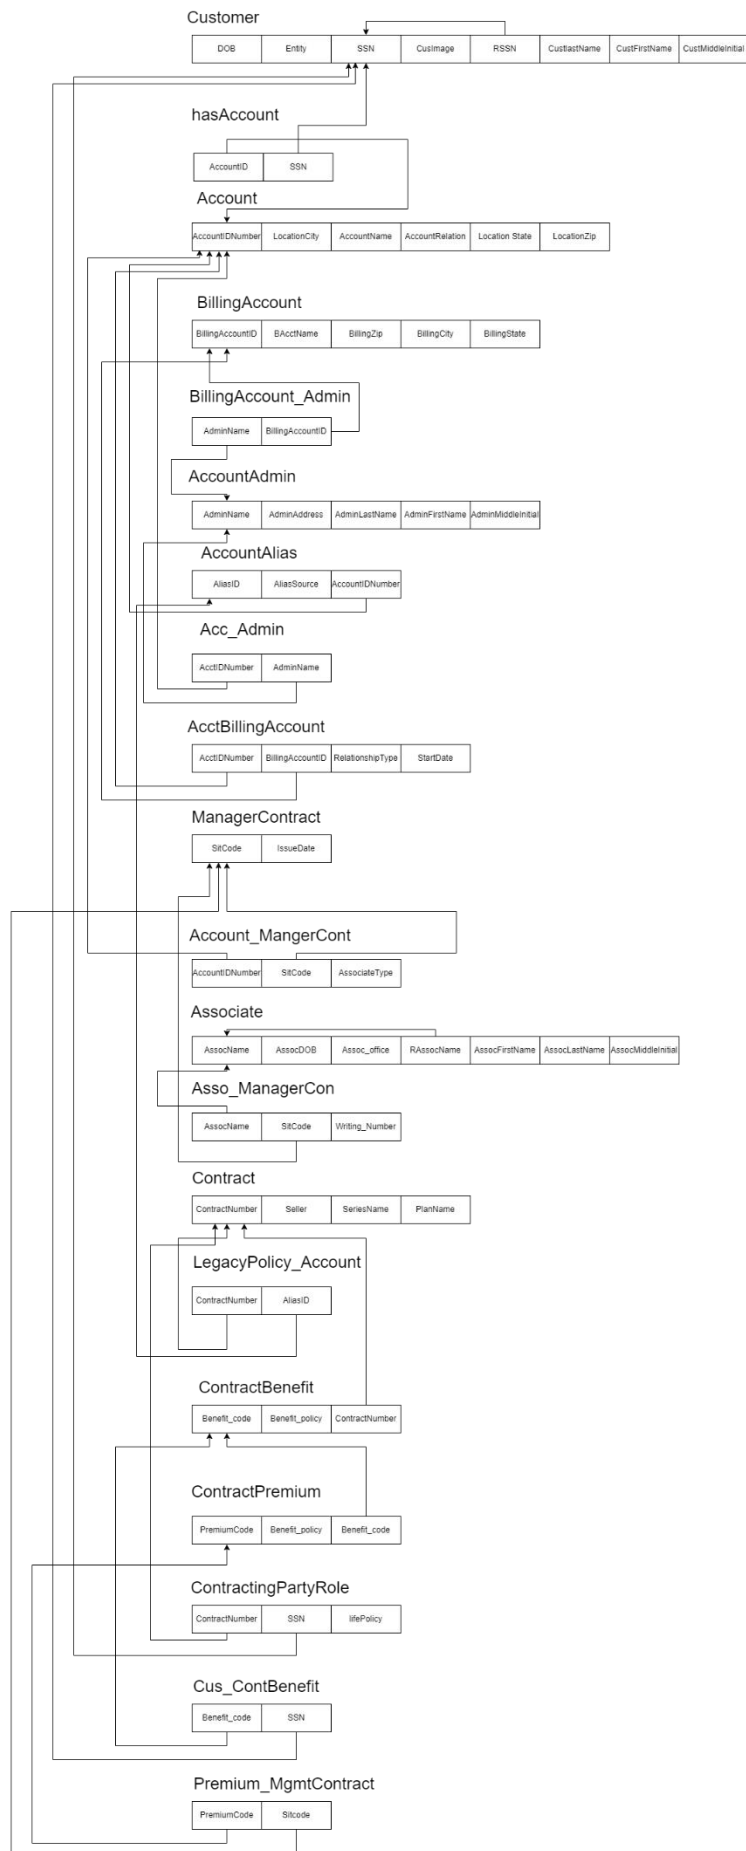 Customer
DOB Entity SSN CusImage RSSN CustlastName CustFirstName CustMiddleInitial
hasAccount
AccountID SSN
Account
AccountIDNumber LocationCity AccountName AccountRelation Location State LocationZip
BillingAccount
BillingAccountID BAcctName BillingZip BillingCity BillingState
BillingAccount_Admin
AdminName BillingAccountID
AccountAdmin
AdminName AdminAddress AdminLastName AdminFirstName AdminMiddleInitial
AccountAlias
AliasID AliasSource AccountIDNumber
Acc_Admin
AcctIDNumber AdminName
AcctBillingAccount
AcctIDNumber BillingAccountID RelationshipType StartDate
ManagerContract
SitCode IssueDate
Account_MangerCont
AccountIDNumber SitCode AssociateType
Associate
AssocName AssocDOB Assoc_office RAssocName AssocFirstName AssocLastName AssocMiddleInitial
Asso_ManagerCon
AssocName SitCode Writing_Number
Contract
ContractNumber Seller SeriesName PlanName
LegacyPolicy_Account
ContractNumber AliasID
ContractBenefit
Benefit_code Benefit_policy ContractNumber
ContractPremium
PremiumCode Benefit_policy Benefit_code
ContractingPartyRole
ContractNumber SSN lifePolicy
Cus_ContBenefit
Benefit_code SSN
Premium_MgmtContract
PremiumCode Sitcode